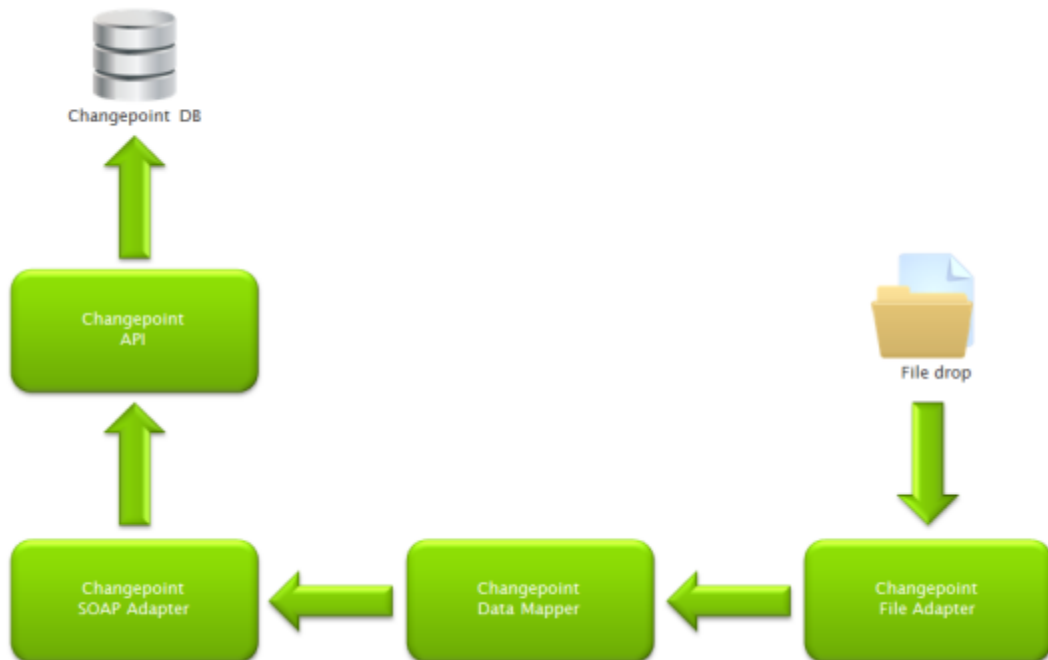 Changepoint DB
Changepoint
API
File drop
Changepoint
SOAP Adapter
Changepoint
Data Mapper
Changepoint
File Adapter